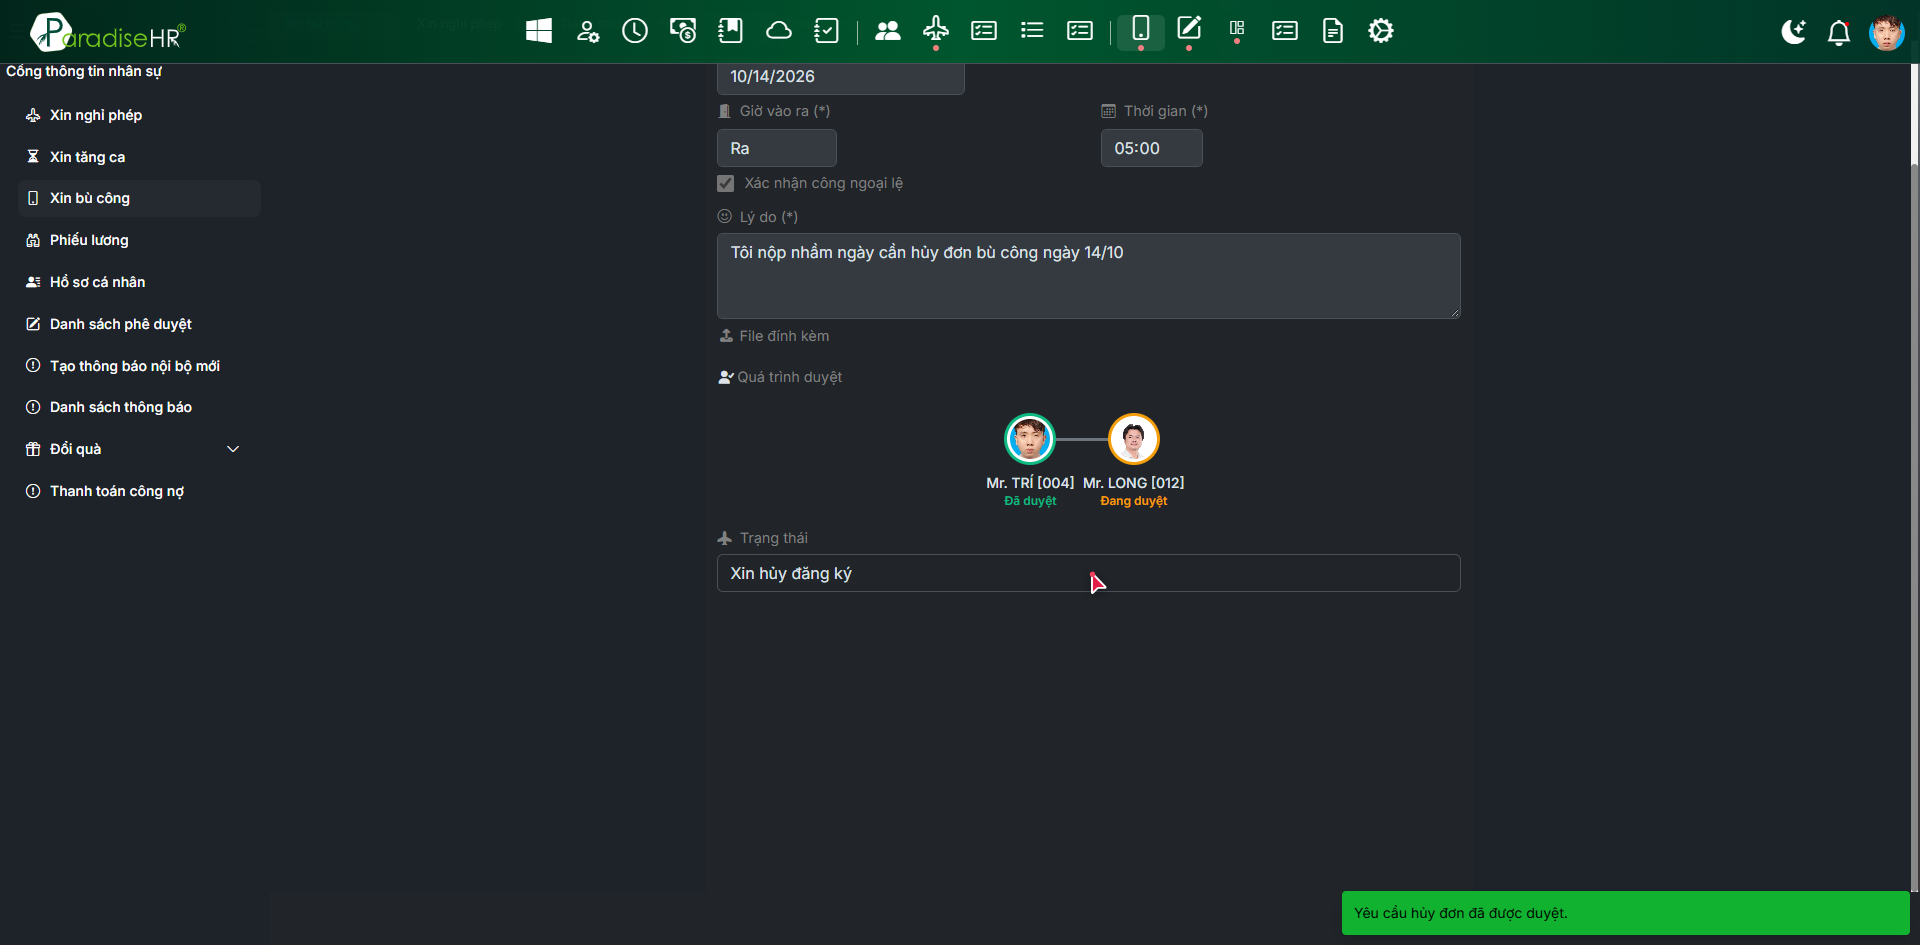 ParadiseHR®
Cổng thông tin nhân sự
Xin nghỉ phép
Xin tăng ca
Xin bù công
Phiếu lương
Hồ sơ cá nhân
Danh sách phê duyệt
Tạo thông báo nội bộ mới
Danh sách thông báo
Đổi quà
Thanh toán công nợ
10/14/2026
Giờ vào ra (*)
Thời gian (*)
Ra
05:00
Xác nhận công ngoại lệ
Lý do (*)
Tôi nộp nhầm ngày cần hủy đơn bù công ngày 14/10
File đính kèm
Quá trình duyệt
Mr. TRÍ [004]
Mr. LONG [012]
Đã duyệt
Đang duyệt
Trạng thái
Xin hủy đăng ký
Yêu cầu hủy đơn đã được duyệt.